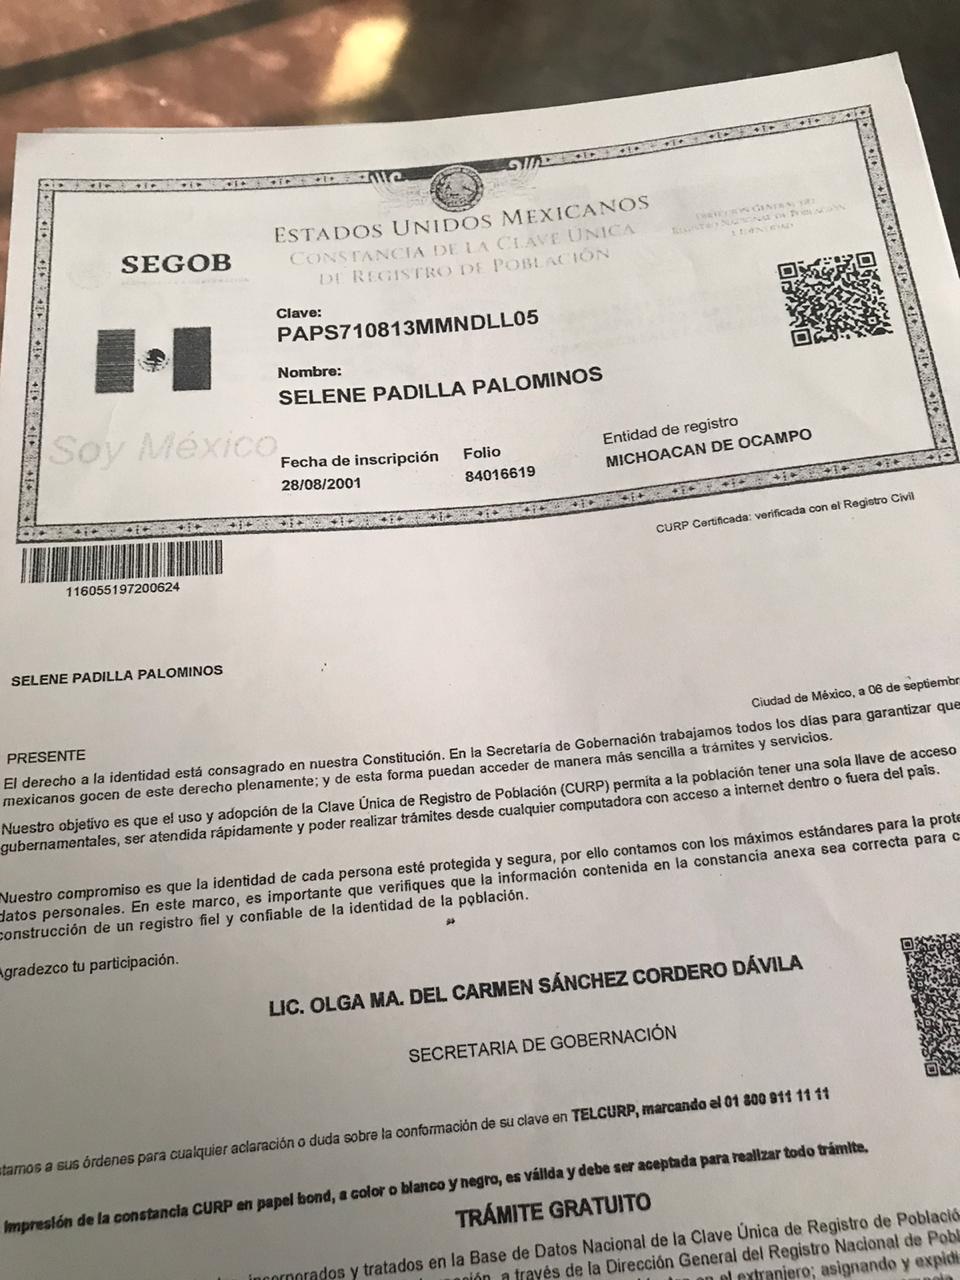 ESTADOS UNIDOS MEXICANOS
CONSTANCIA DE LA CLAVE ÚNICA
DE REGISTRO DE POBLACIÓN
DIRECCIÓN GENERAL DEL
REGISTRO NACIONAL DE POBLACIÓN
E IDENTIDAD
SEGOB
Clave:
PAPS710813MMNDLL05
Nombre:
SELENE PADILLA PALOMINOS
Soy México
Fecha de inscripción
28/08/2001
Folio
84016619
Entidad de registro
MICHOACAN DE OCAMPO
CURP Certificada: verificada con el Registro Civil
116055197200624
SELENE PADILLA PALOMINOS
Ciudad de México, a 06 de septiembr
PRESENTE
El derecho a la identidad está consagrado en nuestra Constitución. En la Secretaría de Gobernación trabajamos todos los días para garantizar que
mexicanos gocen de este derecho plenamente; y de esta forma puedan acceder de manera más sencilla a trámites y servicios.
Nuestro objetivo es que el uso y adopción de la Clave Única de Registro de Población (CURP) permita a la población tener una sola llave de acceso
gubernamentales, ser atendida rápidamente y poder realizar trámites desde cualquier computadora con acceso a internet dentro o fuera del país.
Nuestro compromiso es que la identidad de cada persona esté protegida y segura, por ello contamos con los máximos estándares para la prote
datos personales. En este marco, es importante que verifiques que la información contenida en la constancia anexa sea correcta para c
construcción de un registro fiel y confiable de la identidad de la población.
Agradezco tu participación.
LIC. OLGA MA. DEL CARMEN SÁNCHEZ CORDERO DÁVILA
SECRETARIA DE GOBERNACIÓN
stamos a sus órdenes para cualquier aclaración o duda sobre la conformación de su clave en TELCURP, marcando el 01 800 911 11 11
Impresión de la constancia CURP en papel bond, a color o blanco y negro, es válida y debe ser aceptada para realizar todo trámite.
TRÁMITE GRATUITO
incorporados y tratados en la Base de Datos Nacional de la Clave Única de Registro de Població
a través de la Dirección General del Registro Nacional de Pobl
en el extranjero; asignando y expidi